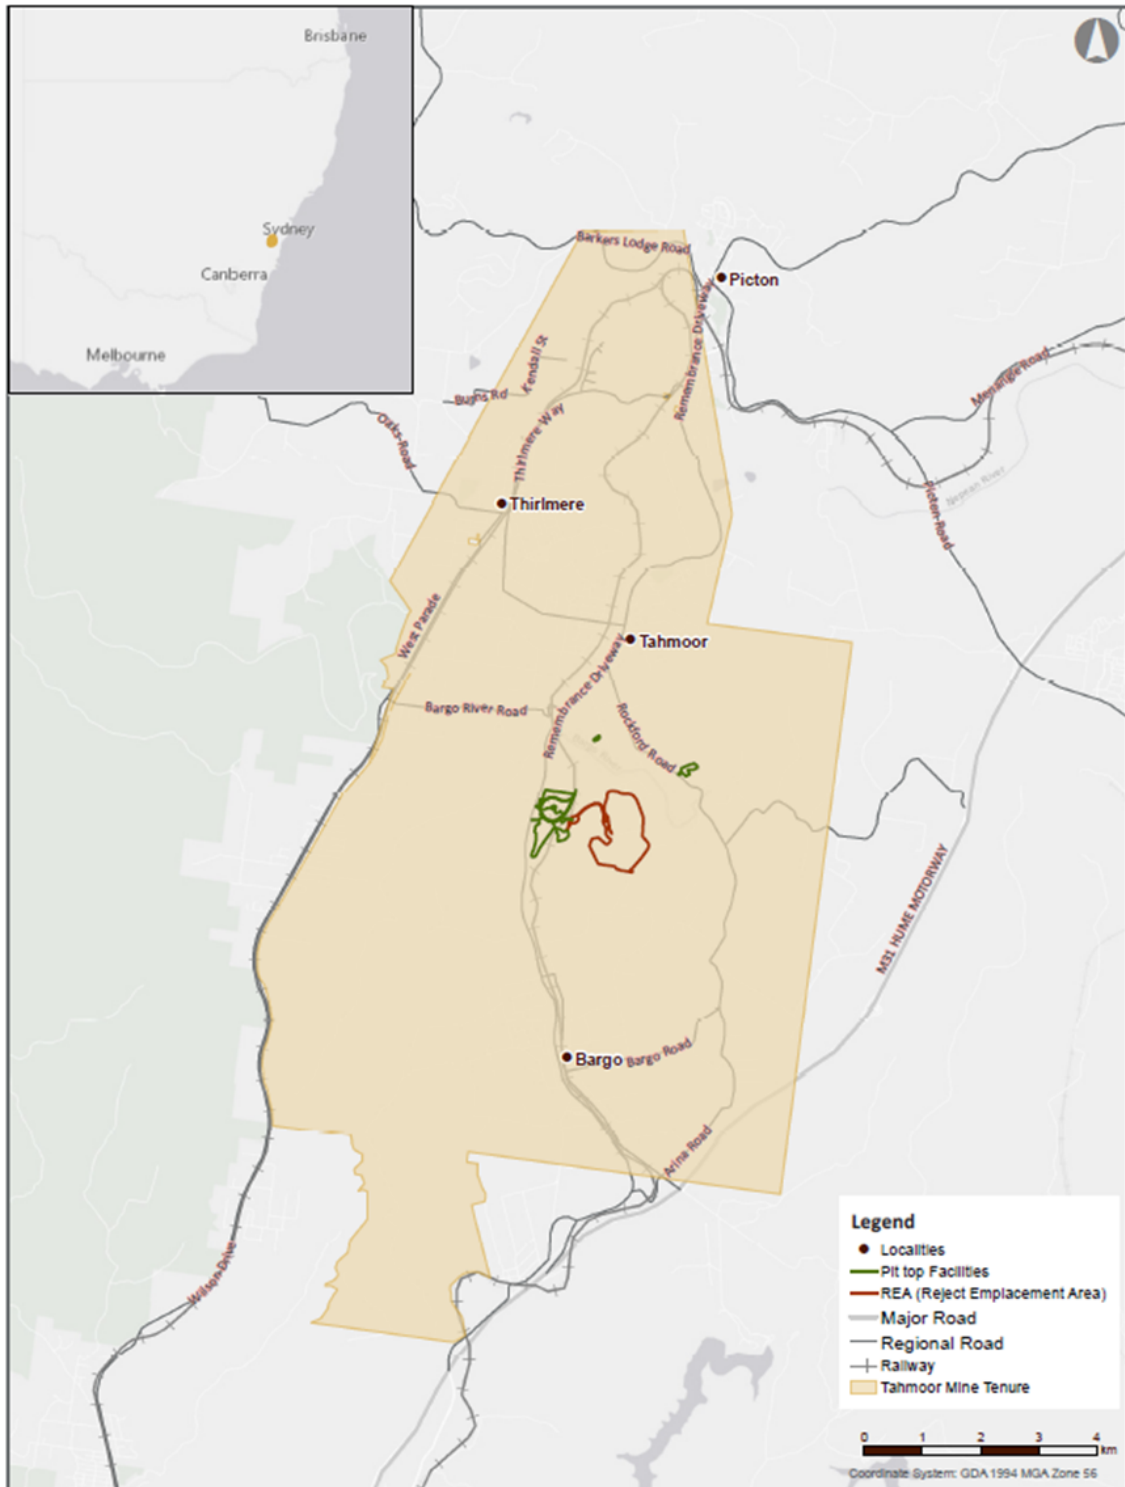 Brisbane
Sydney
Canberra
Melbourne
Barkers Lodge Road
Picton
Remembrance Driveway
Kendall St
Burns Rd
Menangle Road
Thirlmere Way
Oaks Road
Nepean River
Picton Road
Thirlmere
West Parade
Tahmoor
Remembrance Driveway
Bargo River Road
Rockford Road
M31 HUME MOTORWAY
Bargo
Bargo Road
Arina Road
Wilson Drive
Legend
Localities
Pit top Facilities
REA (Reject Emplacement Area)
Major Road
Regional Road
Railway
Tahmoor Mine Tenure
0 1 2 3 4
km
Coordinate System: GDA 1994 MGA Zone 56